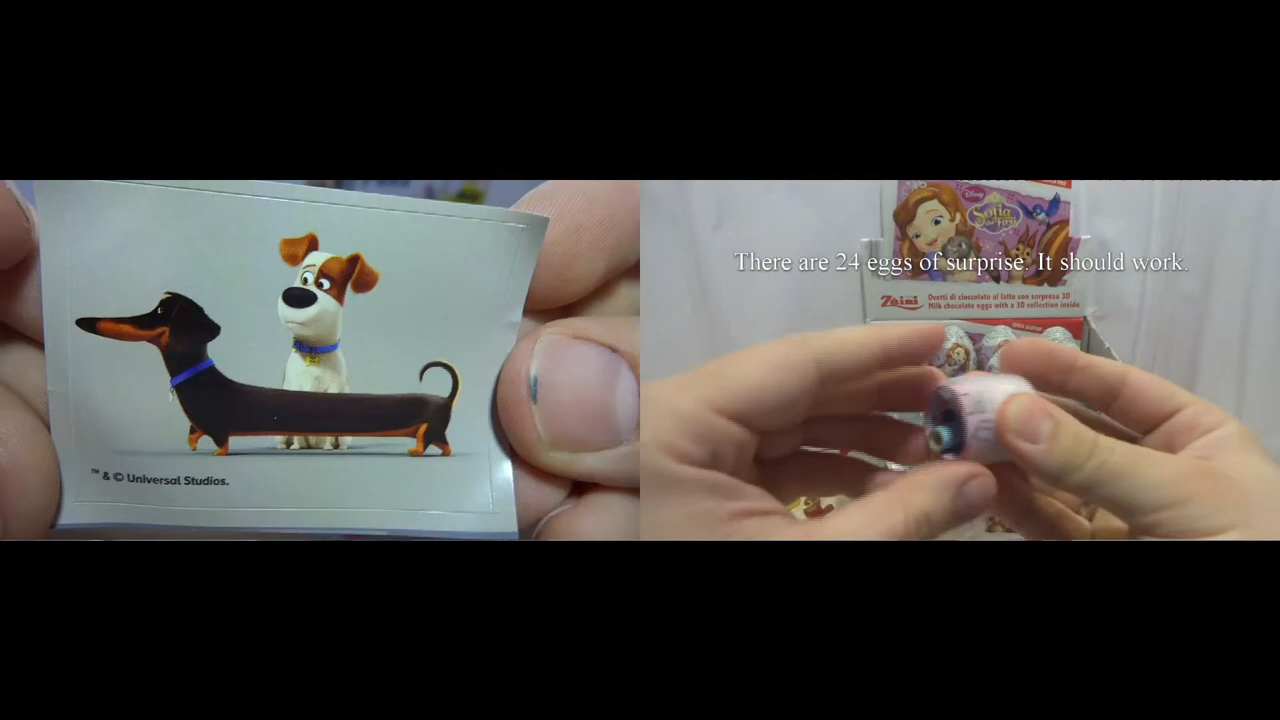 ™ & © Universal Studios.
Disney
Sofia
the First
There are 24 eggs of surprise. It should work.
Zaini
Ovetti di cioccolato al latte con sorpresa 3D
Milk chocolate eggs with a 3D collection inside